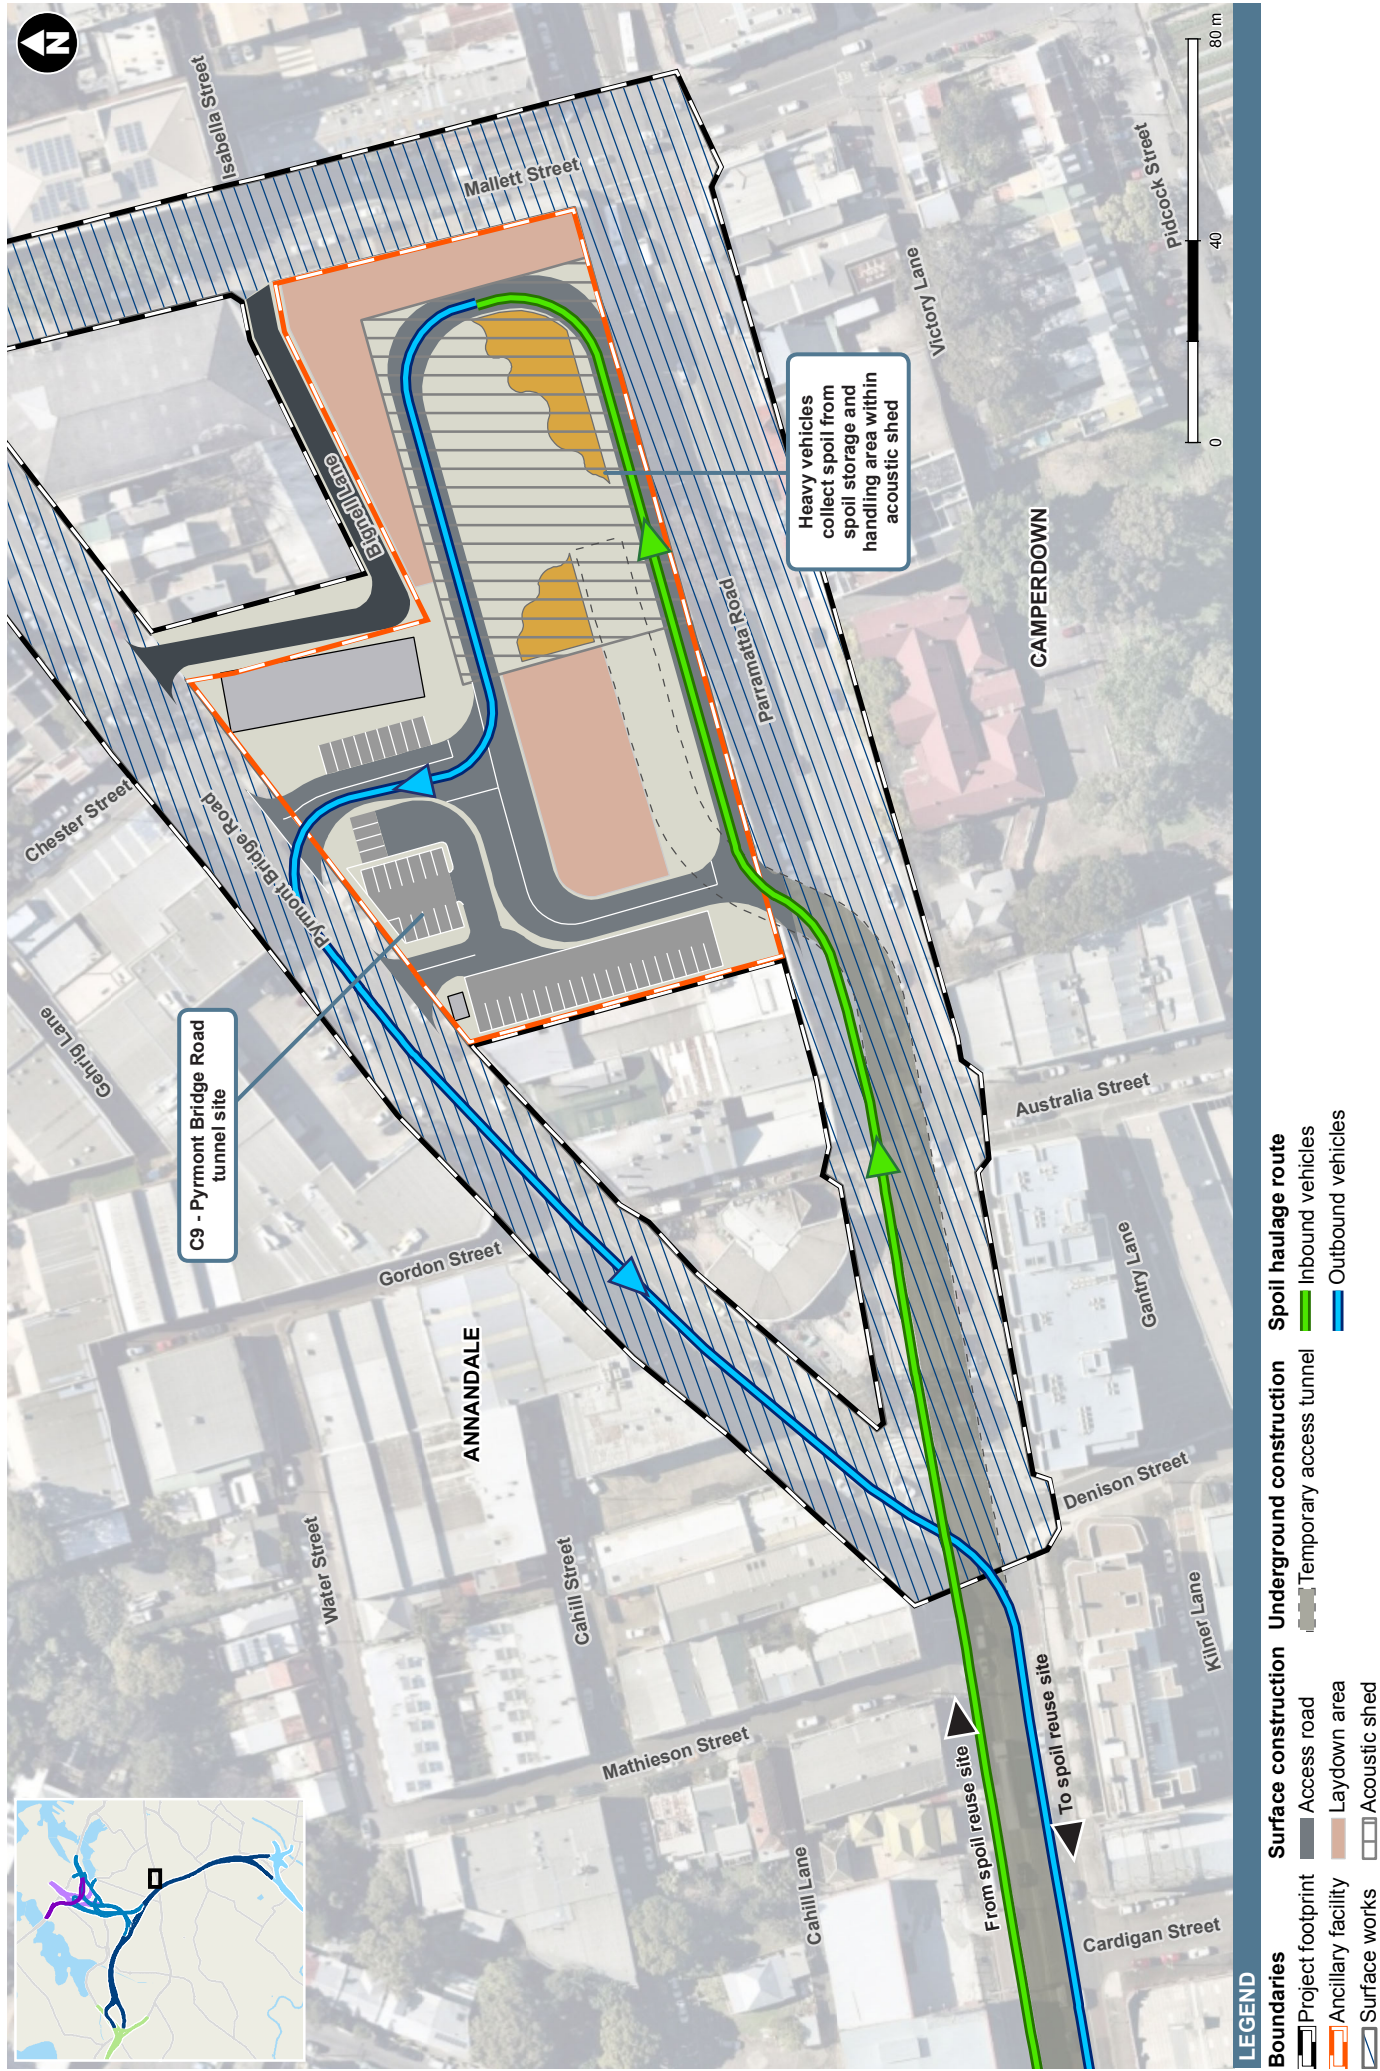 N
Isabella Street
Mallett Street
Pidcock Street
Victory Lane
Bignell Lane
Chester Street
Pyrmont Bridge Road
Parramatta Road
Heavy vehicles
collect spoil from
spoil storage and
handling area within
acoustic shed
CAMPERDOWN
Gehrig Lane
C9 - Pyrmont Bridge Road
tunnel site
Gordon Street
ANNANDALE
Australia Street
Gantry Lane
Denison Street
Water Street
Cahill Street
Kilner Lane
Mathieson Street
Cahill Lane
Cardigan Street
From spoil reuse site
To spoil reuse site
0
40
80 m
LEGEND
Boundaries
Project footprint
Ancillary facility
Surface works
Surface construction
Access road
Laydown area
Acoustic shed
Underground construction
Temporary access tunnel
Spoil haulage route
Inbound vehicles
Outbound vehicles